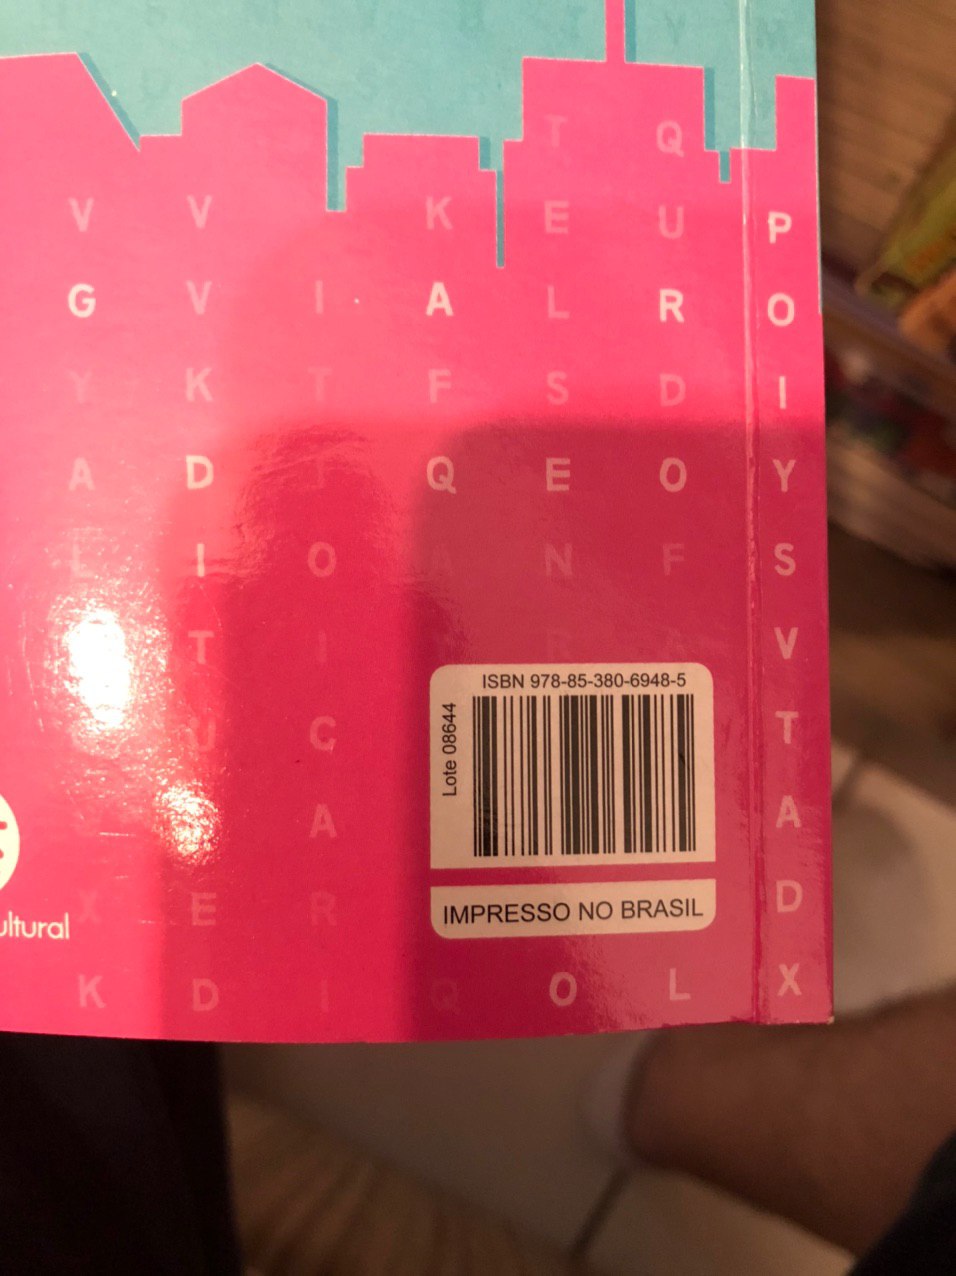 T Q
V V K E U P
G V I A L R O
Y K T F S D I
A D I Q E O Y
L I O N F S
T I R A V
ISBN 978-85-380-6948-5
Lote 08644
U C T
A A
X E R D
ultural
IMPRESSO NO BRASIL
K D I Q O L X